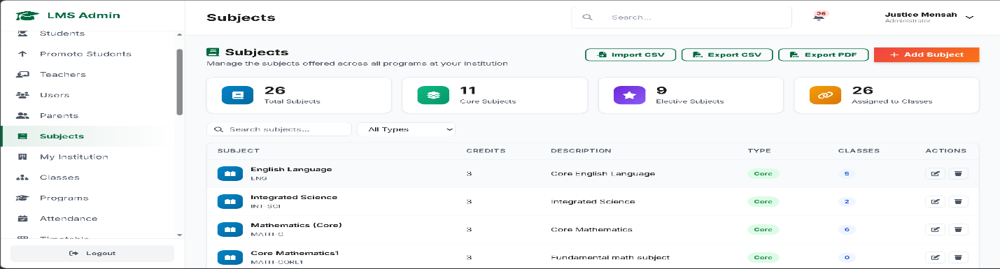 LMS Admin
Students
Promote Students
Teachers
Users
Parents
Subjects
My Institution
Classes
Programs
Attendance
Timetable
Logout
Subjects
Search...
36
Justice Mensah
Administrator
Subjects
Manage the subjects offered across all programs at your institution
Import CSV
Export CSV
Export PDF
+ Add Subject
26
Total Subjects
11
Core Subjects
9
Elective Subjects
26
Assigned to Classes
Search subjects...
All Types
SUBJECT CREDITS DESCRIPTION TYPE CLASSES ACTIONS
English Language
ENG
3 Core English Language Core 5
Integrated Science
INT-SCI
3 Integrated Science Core 2
Mathematics (Core)
MATH-C
3 Core Mathematics Core 6
Core Mathematics1
MATH-CORE1
3 Fundamental math subject Core 0